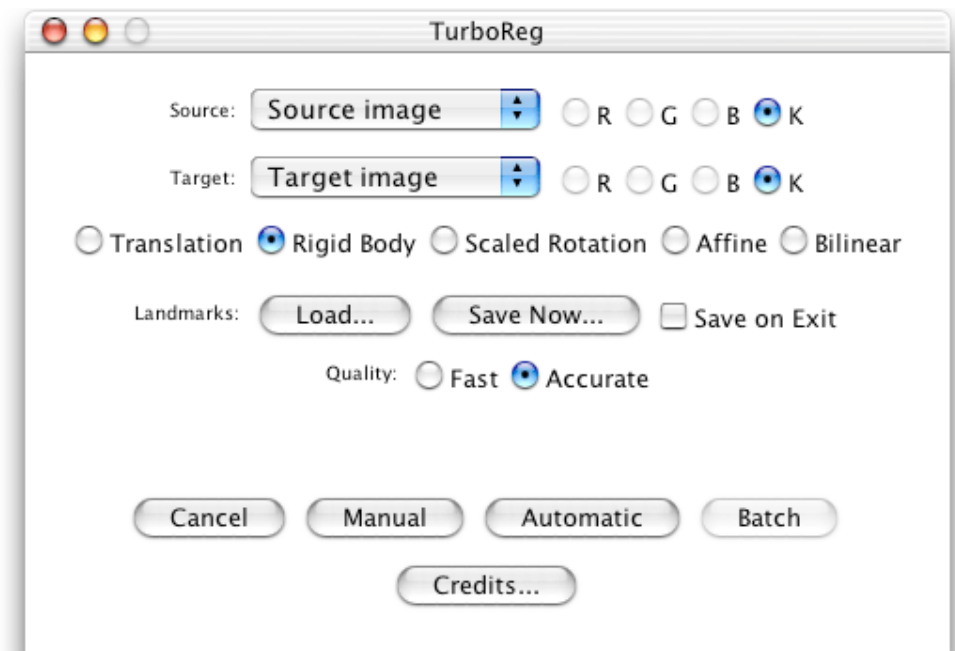 TurboReg
Source: Source image R G B K
Target: Target image R G B K
Translation Rigid Body Scaled Rotation Affine Bilinear
Landmarks: Load... Save Now... Save on Exit
Quality: Fast Accurate
Cancel Manual Automatic Batch
Credits...